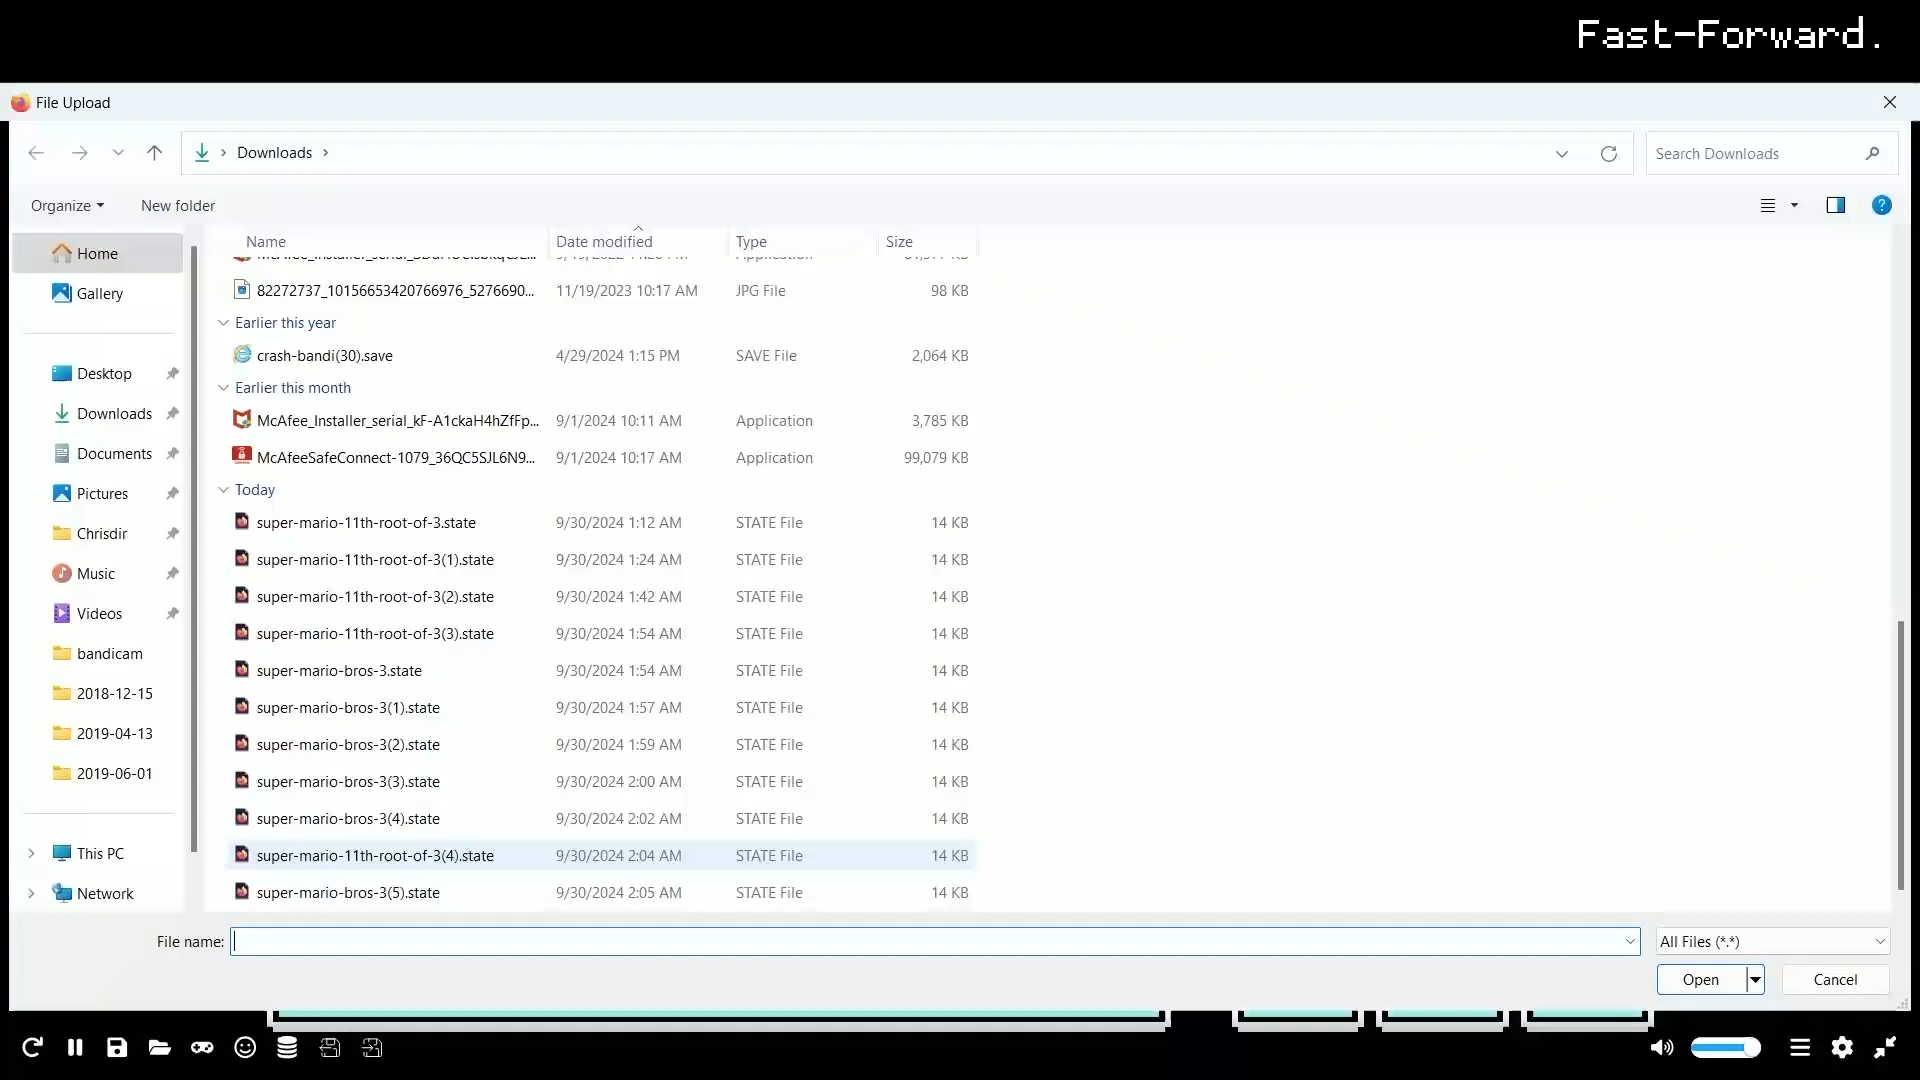 Fast-Forward.
File Upload
Downloads
Search Downloads
Organize
New folder
Home
Gallery
Desktop
Downloads
Documents
Pictures
Chrisdir
Music
Videos
bandicam
2018-12-15
2019-04-13
2019-06-01
This PC
Network
Name Date modified Type Size
82272737_10156653420766976_5276690... 11/19/2023 10:17 AM JPG File 98 KB
Earlier this year
crash-bandi(30).save 4/29/2024 1:15 PM SAVE File 2,064 KB
Earlier this month
McAfee_Installer_serial_kF-A1ckaH4hZfFp... 9/1/2024 10:11 AM Application 3,785 KB
McAfeeSafeConnect-1079_36QC5SJL6N9... 9/1/2024 10:17 AM Application 99,079 KB
Today
super-mario-11th-root-of-3.state 9/30/2024 1:12 AM STATE File 14 KB
super-mario-11th-root-of-3(1).state 9/30/2024 1:24 AM STATE File 14 KB
super-mario-11th-root-of-3(2).state 9/30/2024 1:42 AM STATE File 14 KB
super-mario-11th-root-of-3(3).state 9/30/2024 1:54 AM STATE File 14 KB
super-mario-bros-3.state 9/30/2024 1:54 AM STATE File 14 KB
super-mario-bros-3(1).state 9/30/2024 1:57 AM STATE File 14 KB
super-mario-bros-3(2).state 9/30/2024 1:59 AM STATE File 14 KB
super-mario-bros-3(3).state 9/30/2024 2:00 AM STATE File 14 KB
super-mario-bros-3(4).state 9/30/2024 2:02 AM STATE File 14 KB
super-mario-11th-root-of-3(4).state 9/30/2024 2:04 AM STATE File 14 KB
super-mario-bros-3(5).state 9/30/2024 2:05 AM STATE File 14 KB
File name:
All Files (*.*)
Open
Cancel